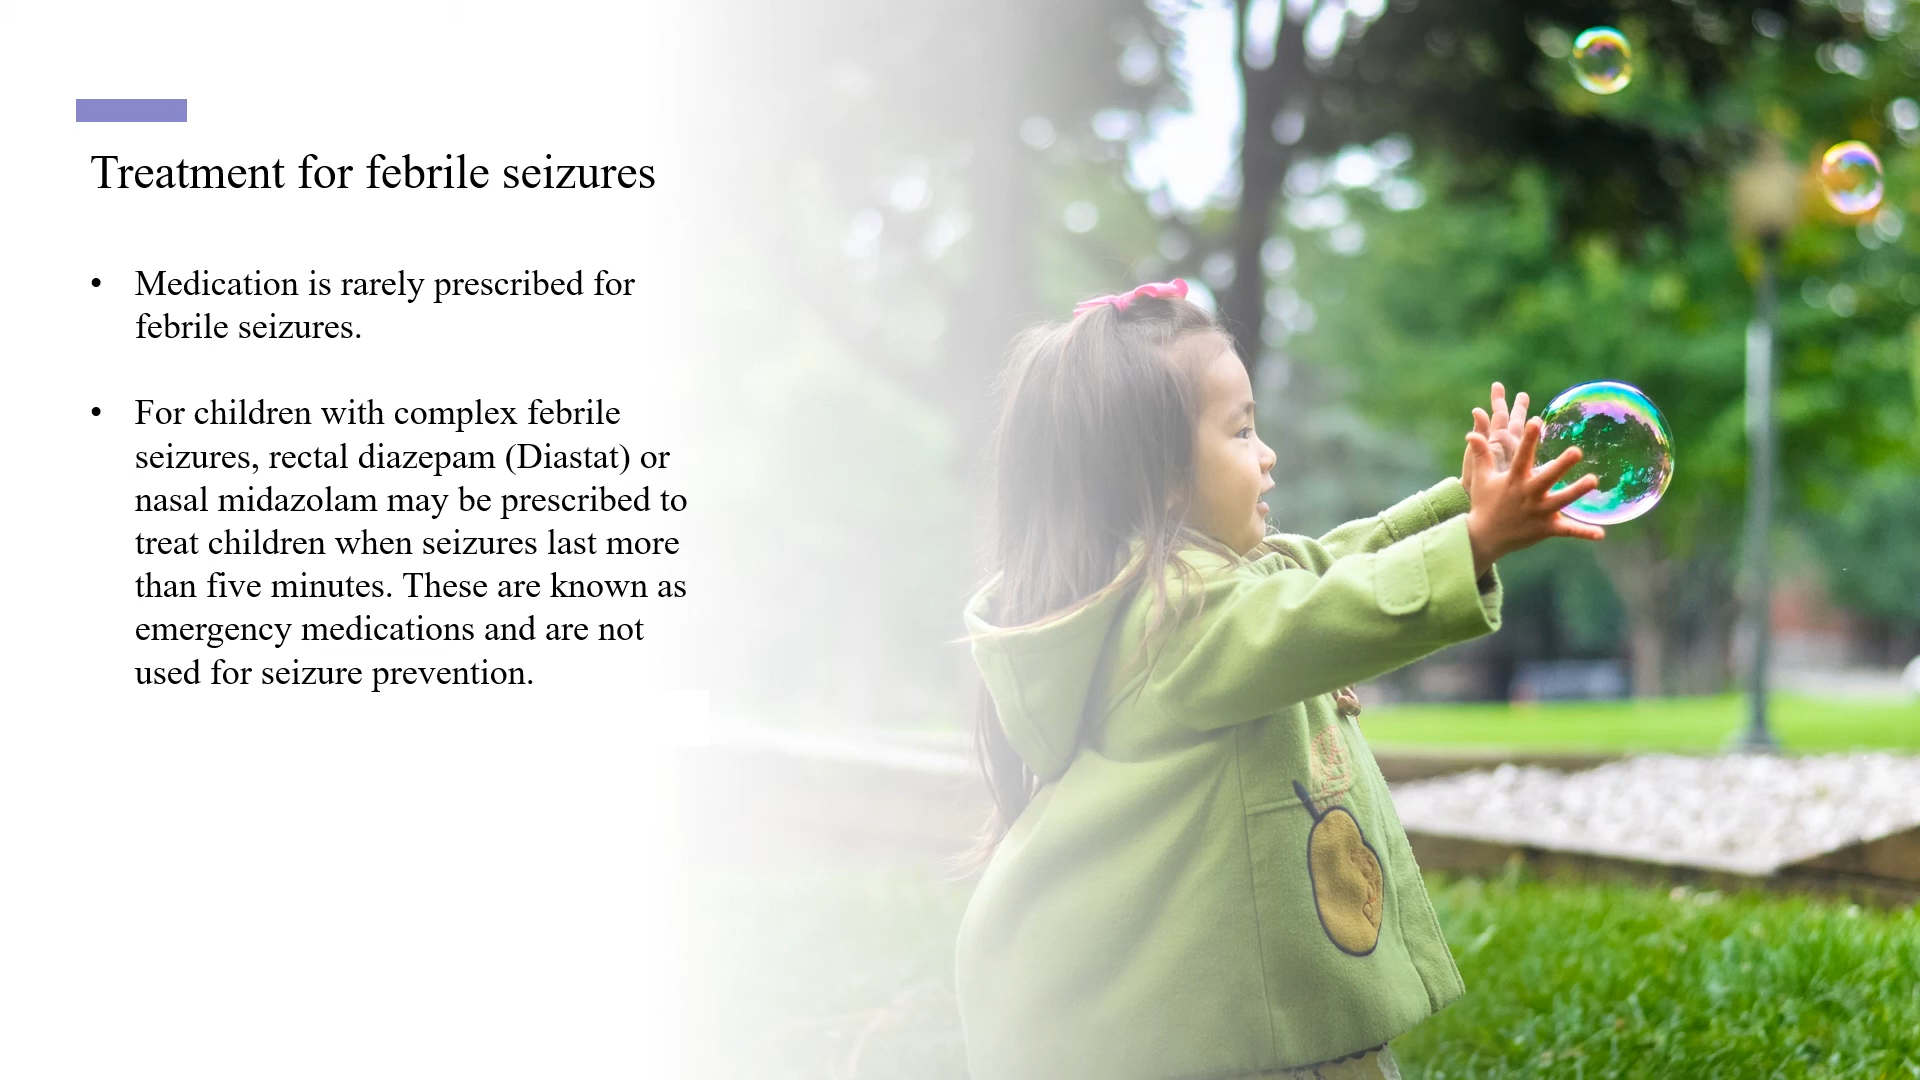 Treatment for febrile seizures
• Medication is rarely prescribed for
febrile seizures.
• For children with complex febrile
seizures, rectal diazepam (Diastat) or
nasal midazolam may be prescribed to
treat children when seizures last more
than five minutes. These are known as
emergency medications and are not
used for seizure prevention.